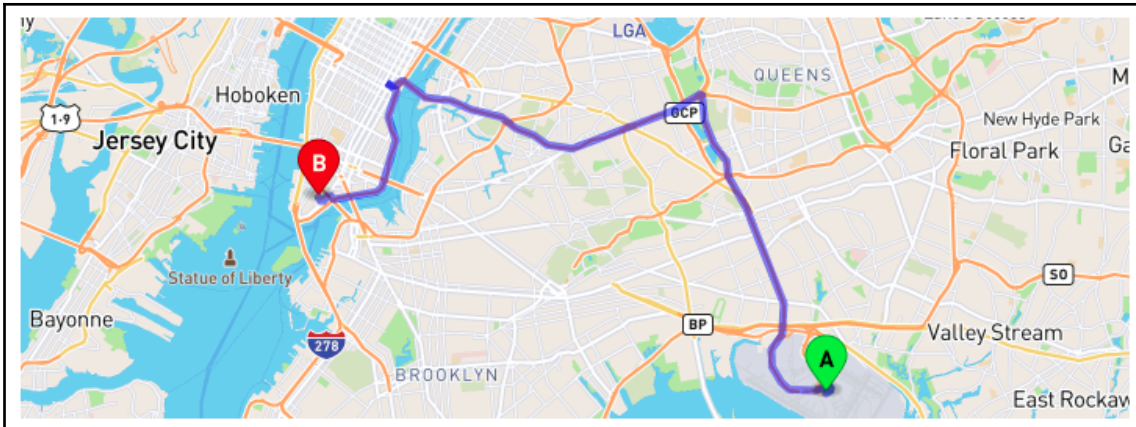 LGA
QUEENS
Hoboken
1-9
GCP
New Hyde Park
Jersey City
Floral Park
B
Statue of Liberty
SO
Bayonne
BP
Valley Stream
278
A
BROOKLYN
East Rockaw